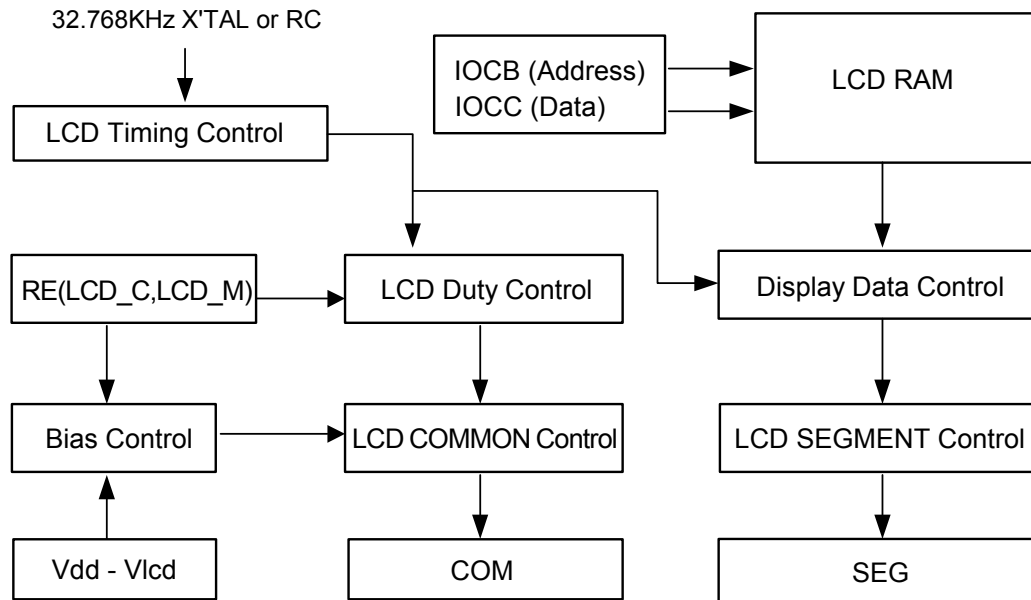 32.768KHz X'TAL or RC
IOCB (Address)
IOCC (Data)
LCD RAM
LCD Timing Control
RE(LCD_C,LCD_M)
LCD Duty Control
Display Data Control
Bias Control
LCD COMMON Control
LCD SEGMENT Control
Vdd - Vlcd
COM
SEG